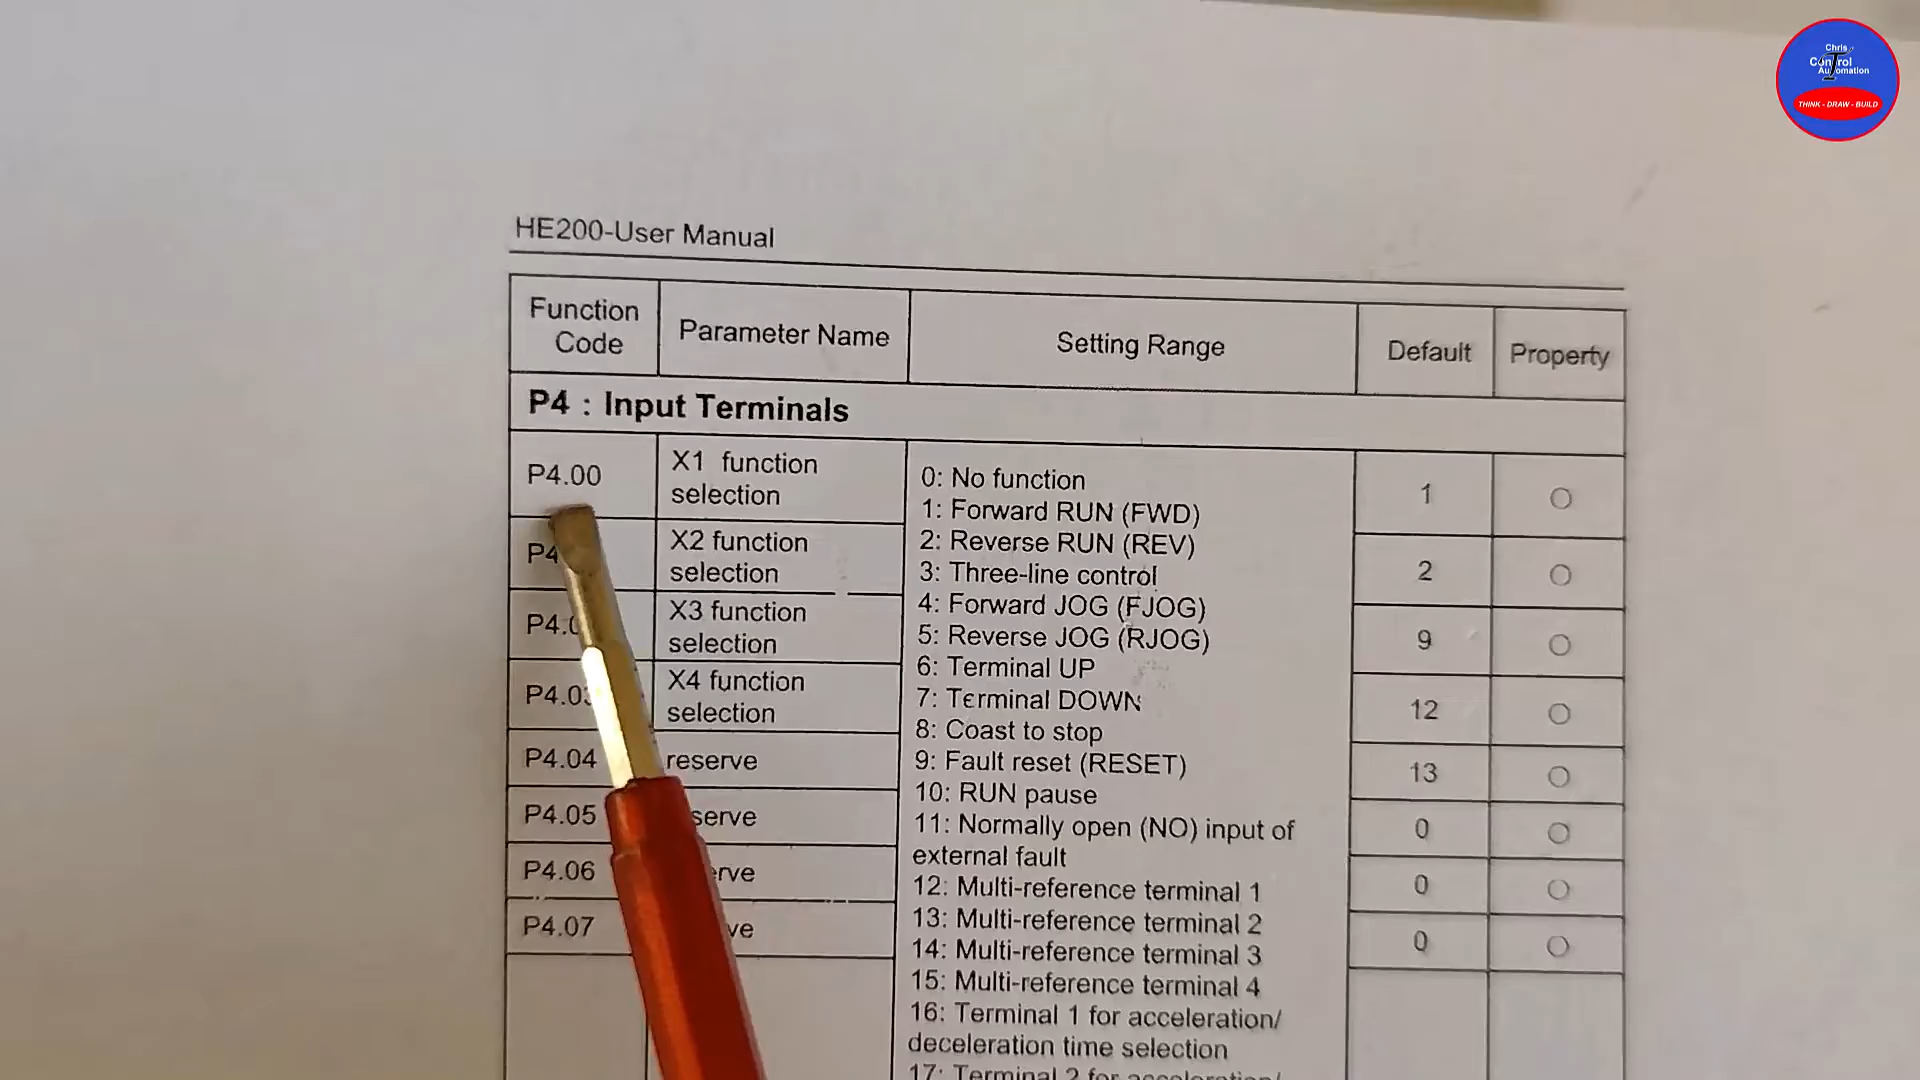 Chris
Control
Automation
THINK - DRAW - BUILD
HE200-User Manual
Function Code
Parameter Name
Setting Range
Default
Property
P4 : Input Terminals
P4.00
X1 function selection
1
X2 function selection
2
X3 function selection
9
X4 function selection
12
P4.04
reserve
13
P4.05
0
P4.06
0
P4.07
0
0: No function
1: Forward RUN (FWD)
2: Reverse RUN (REV)
3: Three-line control
4: Forward JOG (FJOG)
5: Reverse JOG (RJOG)
6: Terminal UP
7: Terminal DOWN
8: Coast to stop
9: Fault reset (RESET)
10: RUN pause
11: Normally open (NO) input of
external fault
12: Multi-reference terminal 1
13: Multi-reference terminal 2
14: Multi-reference terminal 3
15: Multi-reference terminal 4
16: Terminal 1 for acceleration/
deceleration time selection
17: Terminal 2 for acceleration/